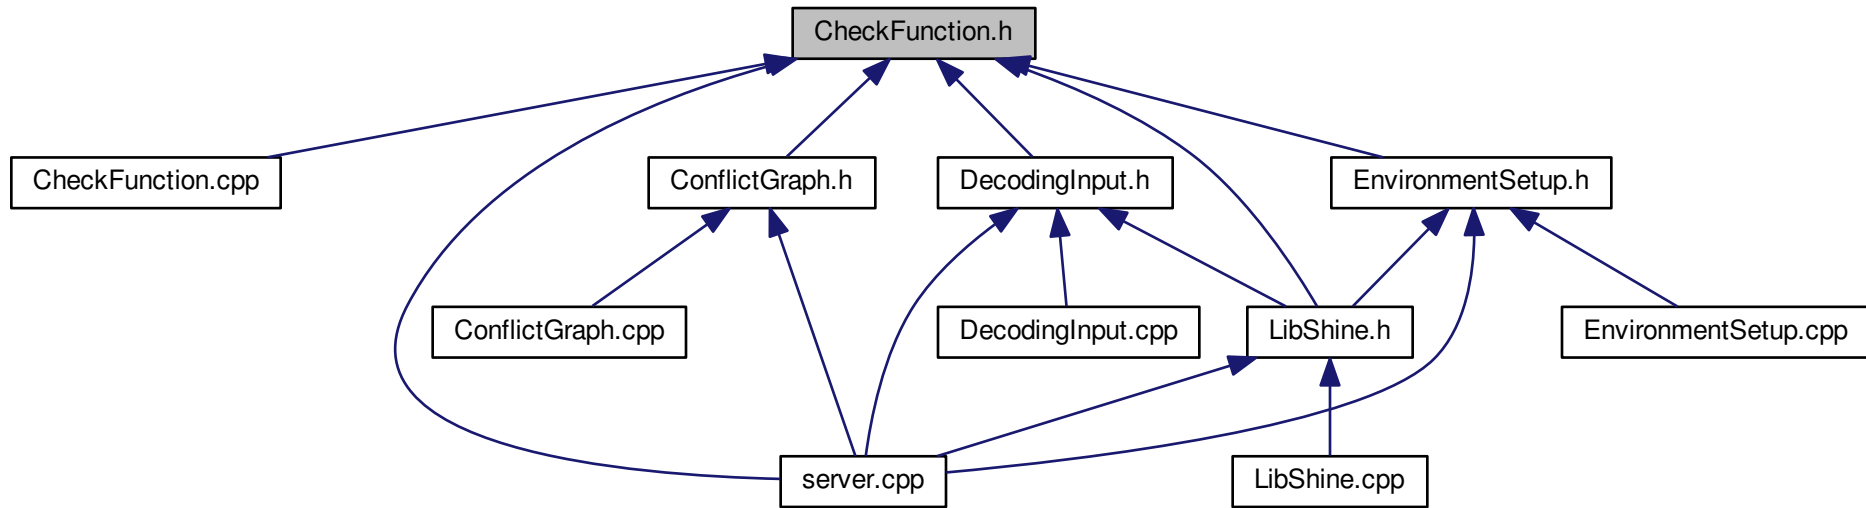 CheckFunction.h
CheckFunction.cpp
ConflictGraph.h
DecodingInput.h
EnvironmentSetup.h
ConflictGraph.cpp
DecodingInput.cpp
LibShine.h
EnvironmentSetup.cpp
server.cpp
LibShine.cpp